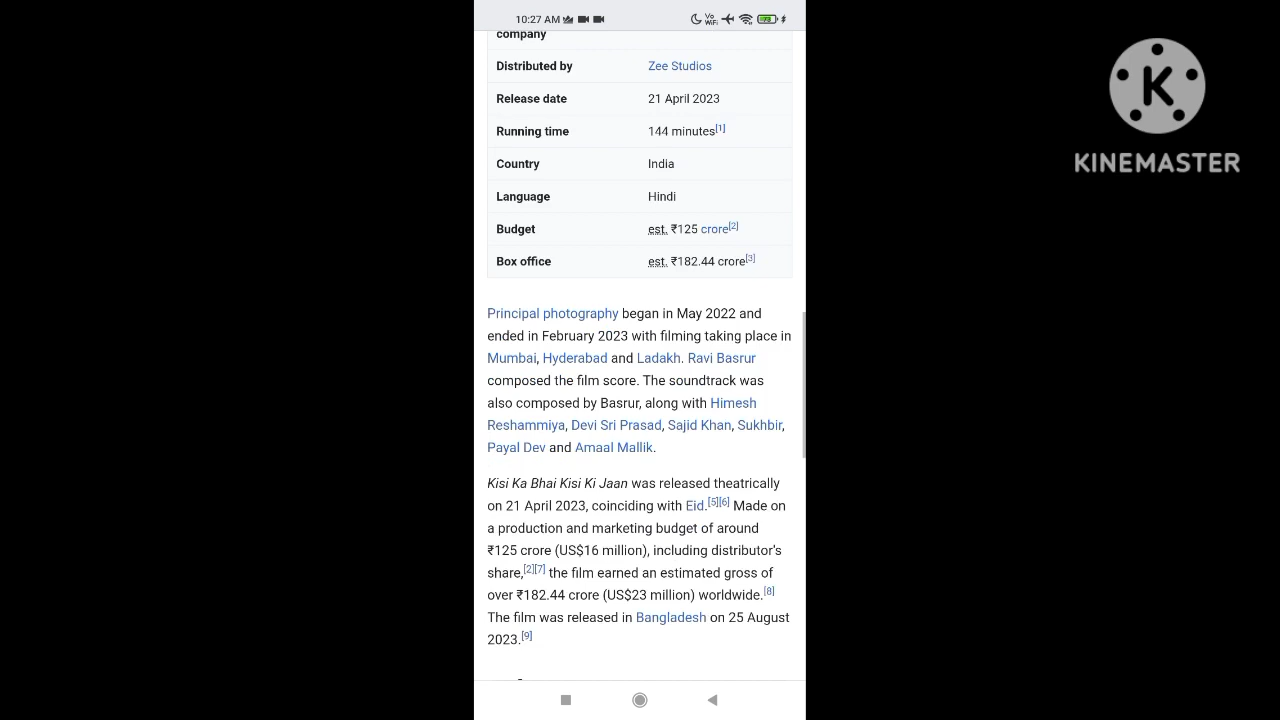 10:27 AM
Vo
WiFi
73
company
Distributed by Zee Studios
Release date 21 April 2023
Running time 144 minutes[1]
Country India
Language Hindi
Budget est. ₹125 crore[2]
Box office est. ₹182.44 crore[3]
Principal photography began in May 2022 and
ended in February 2023 with filming taking place in
Mumbai, Hyderabad and Ladakh. Ravi Basrur
composed the film score. The soundtrack was
also composed by Basrur, along with Himesh
Reshammiya, Devi Sri Prasad, Sajid Khan, Sukhbir,
Payal Dev and Amaal Mallik.
Kisi Ka Bhai Kisi Ki Jaan was released theatrically
on 21 April 2023, coinciding with Eid.[5][6] Made on
a production and marketing budget of around
₹125 crore (US$16 million), including distributor's
share,[2][7] the film earned an estimated gross of
over ₹182.44 crore (US$23 million) worldwide.[8]
The film was released in Bangladesh on 25 August
2023.[9]
K
KINEMASTER